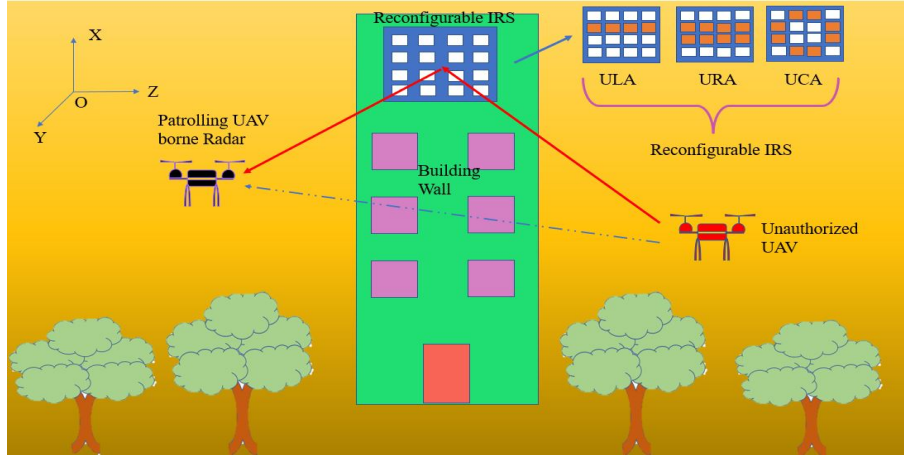 Reconfigurable IRS
X
O
Z
Y
ULA
URA
UCA
Reconfigurable IRS
Patrolling UAV
borne Radar
Building
Wall
Unauthorized
UAV